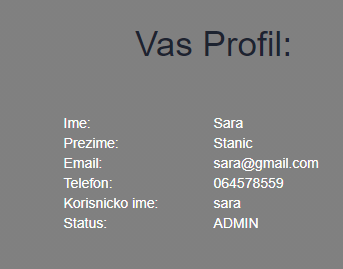 Vas Profil:
Ime: Sara
Prezime: Stanic
Email: sara@gmail.com
Telefon: 064578559
Korisnicko ime: sara
Status: ADMIN